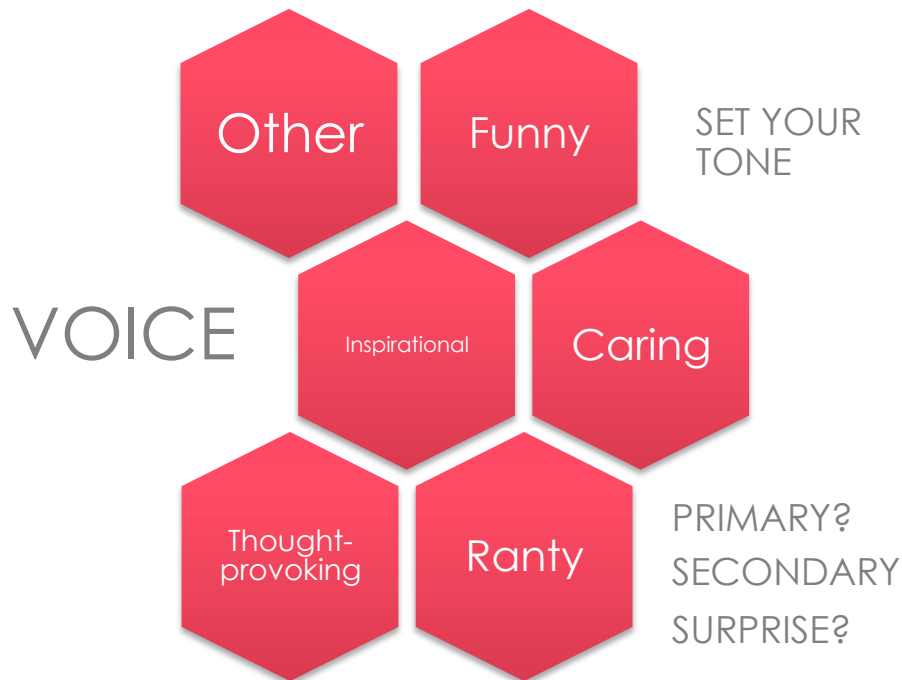 Other
Funny
SET YOUR
TONE
VOICE
Inspirational
Caring
Thought-
provoking
Ranty
PRIMARY?
SECONDARY
SURPRISE?